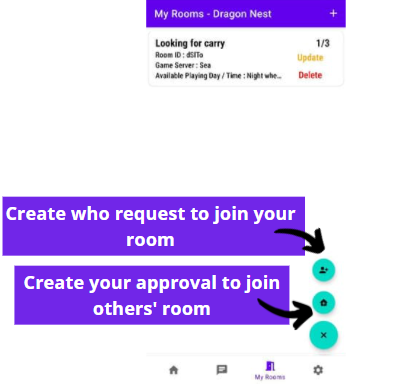 My Rooms - Dragon Nest +
Looking for carry 1/3
Room ID : dSITo
Game Server : Sea
Available Playing Day / Time : Night whe...
Update
Delete
Create who request to join your
room
Create your approval to join
others' room
My Rooms